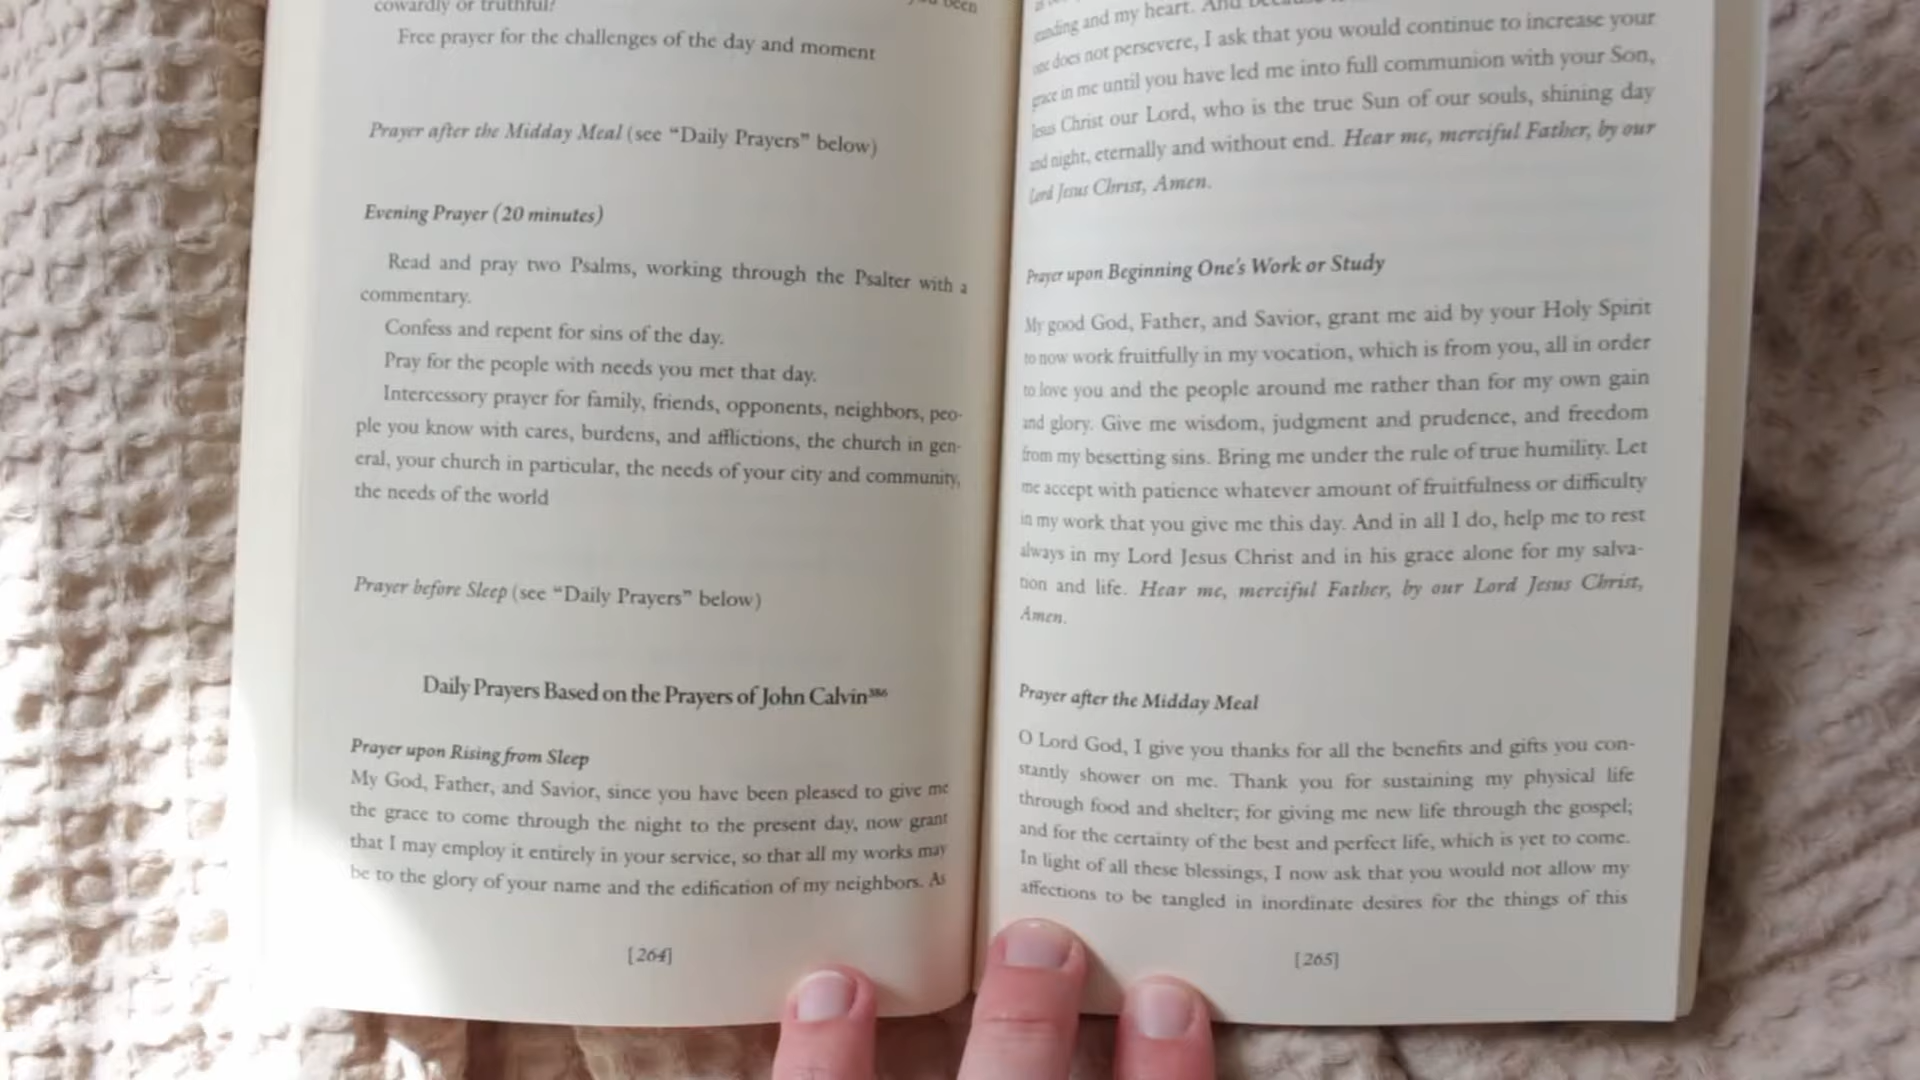 cowardly or truthful?
been
Free prayer for the challenges of the day and moment
Prayer after the Midday Meal (see “Daily Prayers” below)
Evening Prayer (20 minutes)
Read and pray two Psalms, working through the Psalter with a
commentary.
Confess and repent for sins of the day.
Pray for the people with needs you met that day.
Intercessory prayer for family, friends, opponents, neighbors, peo-
ple you know with cares, burdens, and afflictions, the church in gen-
eral, your church in particular, the needs of your city and community,
the needs of the world
Prayer before Sleep (see “Daily Prayers” below)
Daily Prayers Based on the Prayers of John Calvin³⁸⁶
Prayer upon Rising from Sleep
My God, Father, and Savior, since you have been pleased to give me
the grace to come through the night to the present day, now grant
that I may employ it entirely in your service, so that all my works may
be to the glory of your name and the edification of my neighbors. As
[264]
and my heart. And
one does not persevere, I ask that you would continue to increase your
grace in me until you have led me into full communion with your Son,
Jesus Christ our Lord, who is the true Sun of our souls, shining day
and night, eternally and without end. Hear me, merciful Father, by our
Lord Jesus Christ, Amen.
Prayer upon Beginning One’s Work or Study
My good God, Father, and Savior, grant me aid by your Holy Spirit
to now work fruitfully in my vocation, which is from you, all in order
to love you and the people around me rather than for my own gain
and glory. Give me wisdom, judgment and prudence, and freedom
from my besetting sins. Bring me under the rule of true humility. Let
me accept with patience whatever amount of fruitfulness or difficulty
in my work that you give me this day. And in all I do, help me to rest
always in my Lord Jesus Christ and in his grace alone for my salva-
tion and life. Hear me, merciful Father, by our Lord Jesus Christ,
Amen.
Prayer after the Midday Meal
O Lord God, I give you thanks for all the benefits and gifts you con-
stantly shower on me. Thank you for sustaining my physical life
through food and shelter; for giving me new life through the gospel;
and for the certainty of the best and perfect life, which is yet to come.
In light of all these blessings, I now ask that you would not allow my
affections to be tangled in inordinate desires for the things of this
[265]